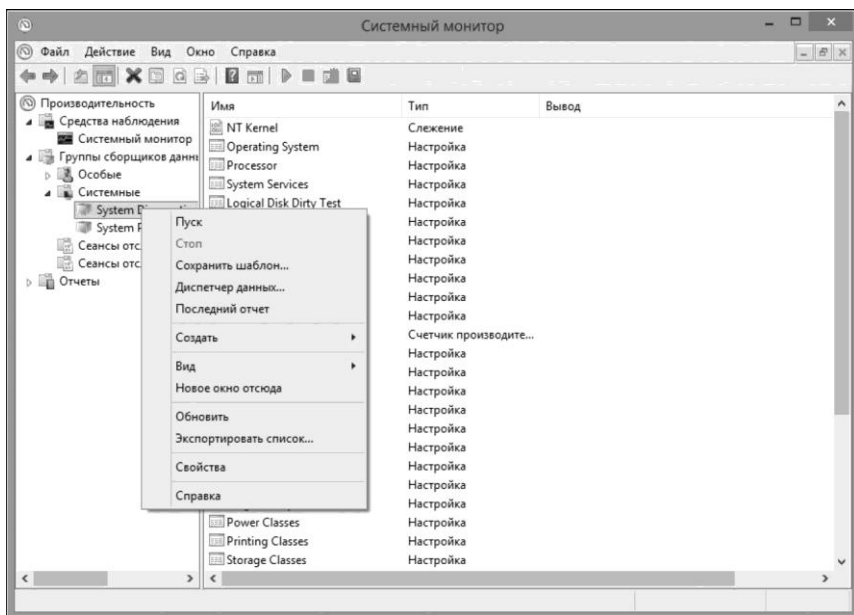 Системный монитор
Файл Действие Вид Окно Справка
Производительность
Средства наблюдения
Системный монитор
Группы сборщиков данны
Особые
Системные
System
System
Сеансы отс
Сеансы отс
Отчеты
Имя Тип Вывод
NT Kernel Слежение
Operating System Настройка
Processor Настройка
System Services Настройка
Logical Disk Dirty Test Настройка
Настройка
Настройка
Настройка
Настройка
Настройка
Настройка
Счетчик производите...
Настройка
Настройка
Настройка
Настройка
Настройка
Настройка
Настройка
Настройка
Настройка
Power Classes Настройка
Printing Classes Настройка
Storage Classes Настройка
Пуск
Стоп
Сохранить шаблон...
Диспетчер данных...
Последний отчет
Создать
Вид
Новое окно отсюда
Обновить
Экспортировать список...
Свойства
Справка